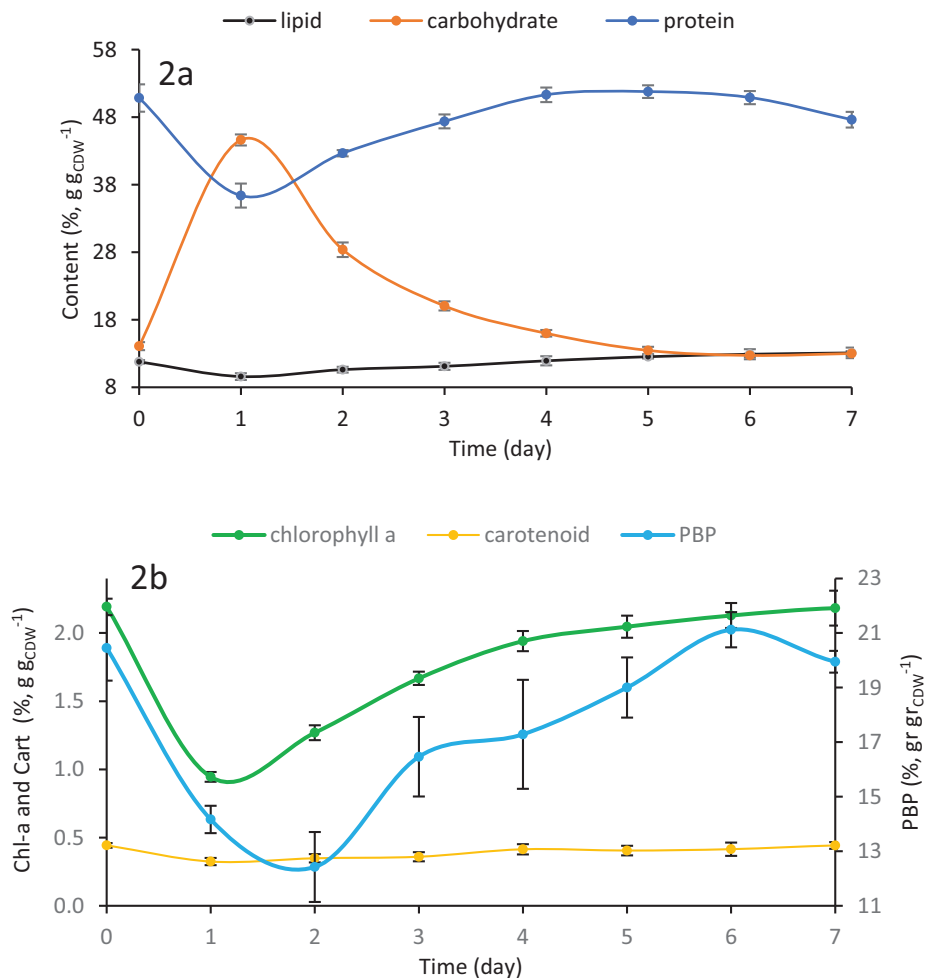 lipid carbohydrate protein
2a
58
48
38
28
18
8
Content (%, g gCDW⁻¹)
0 1 2 3 4 5 6 7
Time (day)
chlorophyll a carotenoid PBP
2b
2.0
1.5
1.0
0.5
0.0
Chl-a and Cart (%, g gCDW⁻¹)
23
21
19
17
15
13
11
PBP (%, gr grCDW⁻¹)
0 1 2 3 4 5 6 7
Time (day)